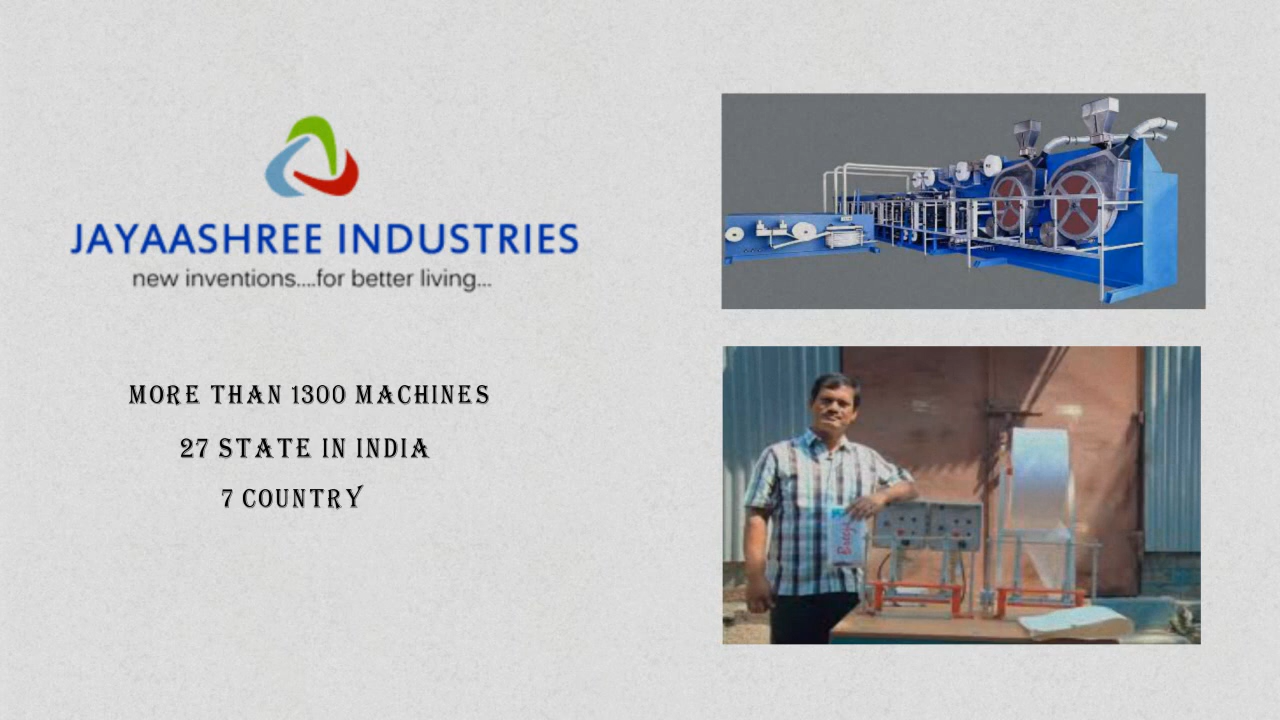 JAYAASHREE INDUSTRIES
new inventions....for better living...
MORE THAN 1300 MACHINES
27 STATE IN INDIA
7 COUNTRY